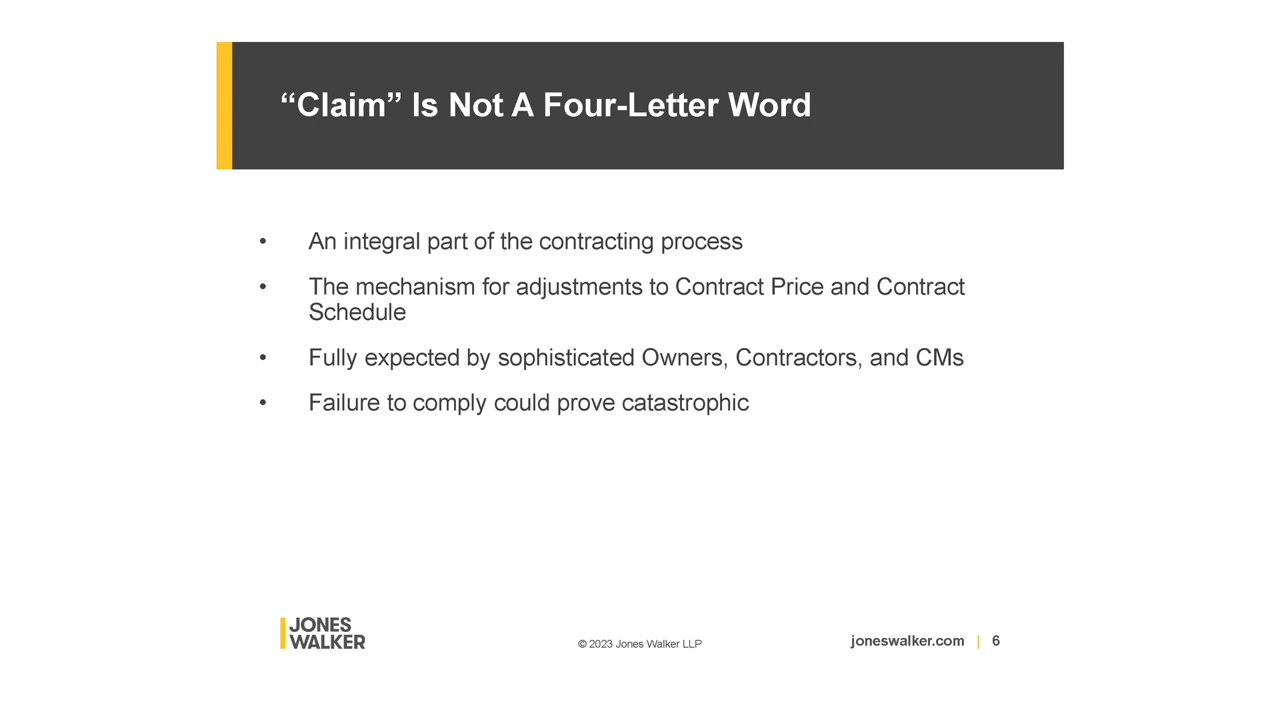 “Claim” Is Not A Four-Letter Word
• An integral part of the contracting process
• The mechanism for adjustments to Contract Price and Contract
Schedule
• Fully expected by sophisticated Owners, Contractors, and CMs
• Failure to comply could prove catastrophic
JONES
WALKER
© 2023 Jones Walker LLP
joneswalker.com | 6